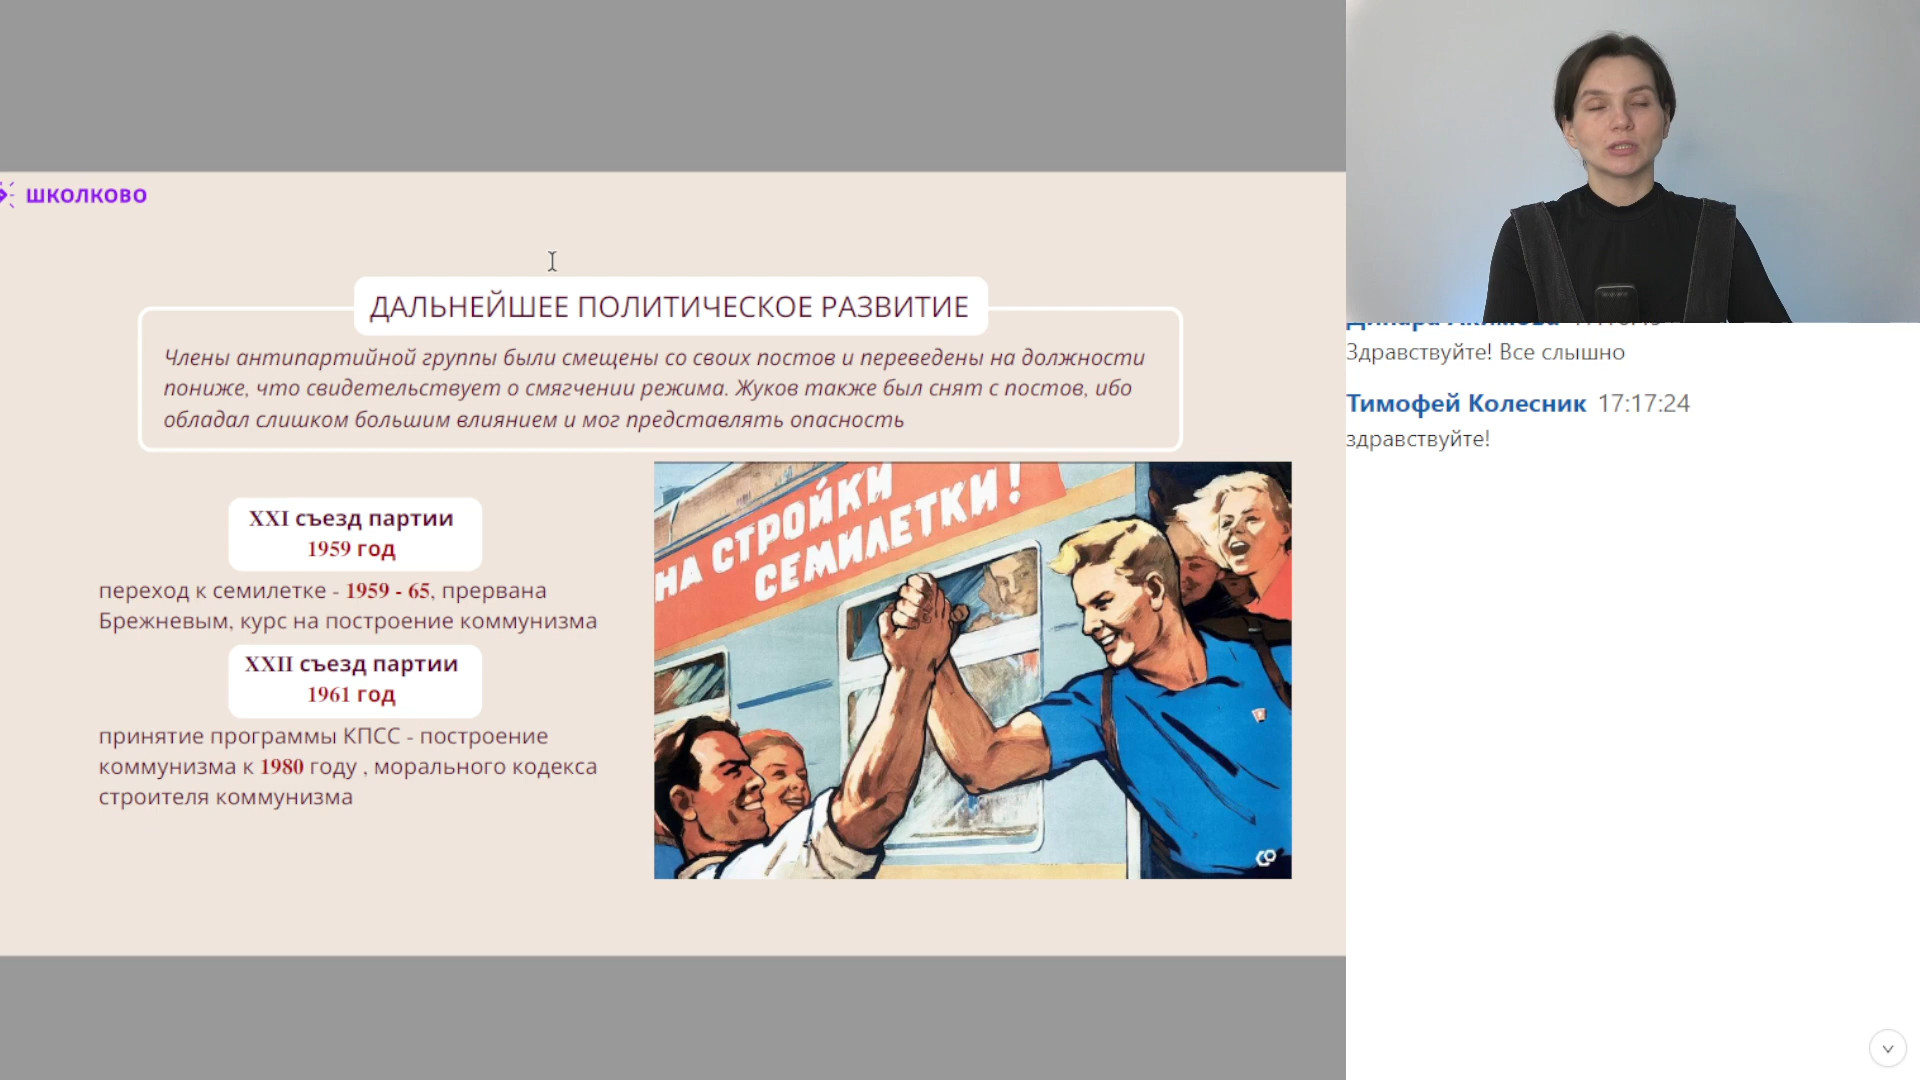 ШКОЛКОВО
ДАЛЬНЕЙШЕЕ ПОЛИТИЧЕСКОЕ РАЗВИТИЕ
Члены антипартийной группы были смещены со своих постов и переведены на должности
пониже, что свидетельствует о смягчении режима. Жуков также был снят с постов, ибо
обладал слишком большим влиянием и мог представлять опасность
XXI съезд партии
1959 год
переход к семилетке - 1959 - 65, прервана
Брежневым, курс на построение коммунизма
XXII съезд партии
1961 год
принятие программы КПСС - построение
коммунизма к 1980 году , морального кодекса
строителя коммунизма
НА СТРОЙКИ
СЕМИЛЕТКИ!
Здравствуйте! Все слышно
Тимофей Колесник 17:17:24
здравствуйте!